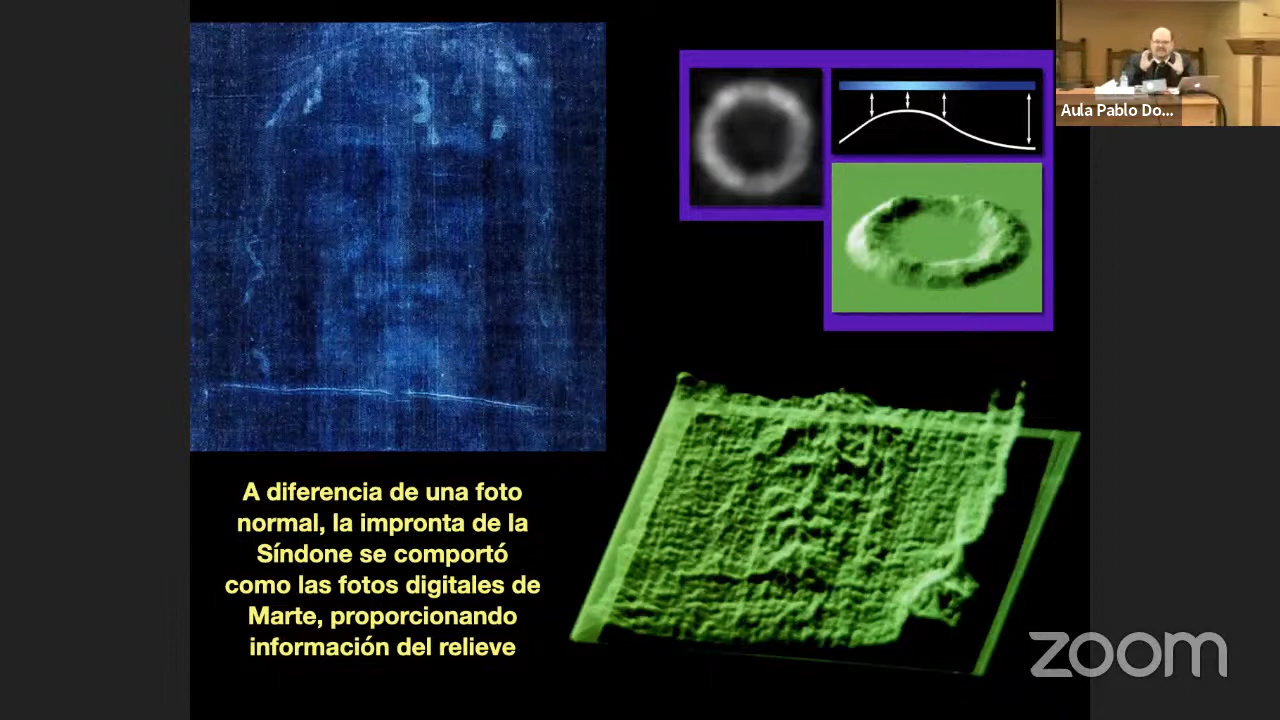 Aula Pablo Do...
A diferencia de una foto
normal, la impronta de la
Síndone se comportó
como las fotos digitales de
Marte, proporcionando
información del relieve
zoom